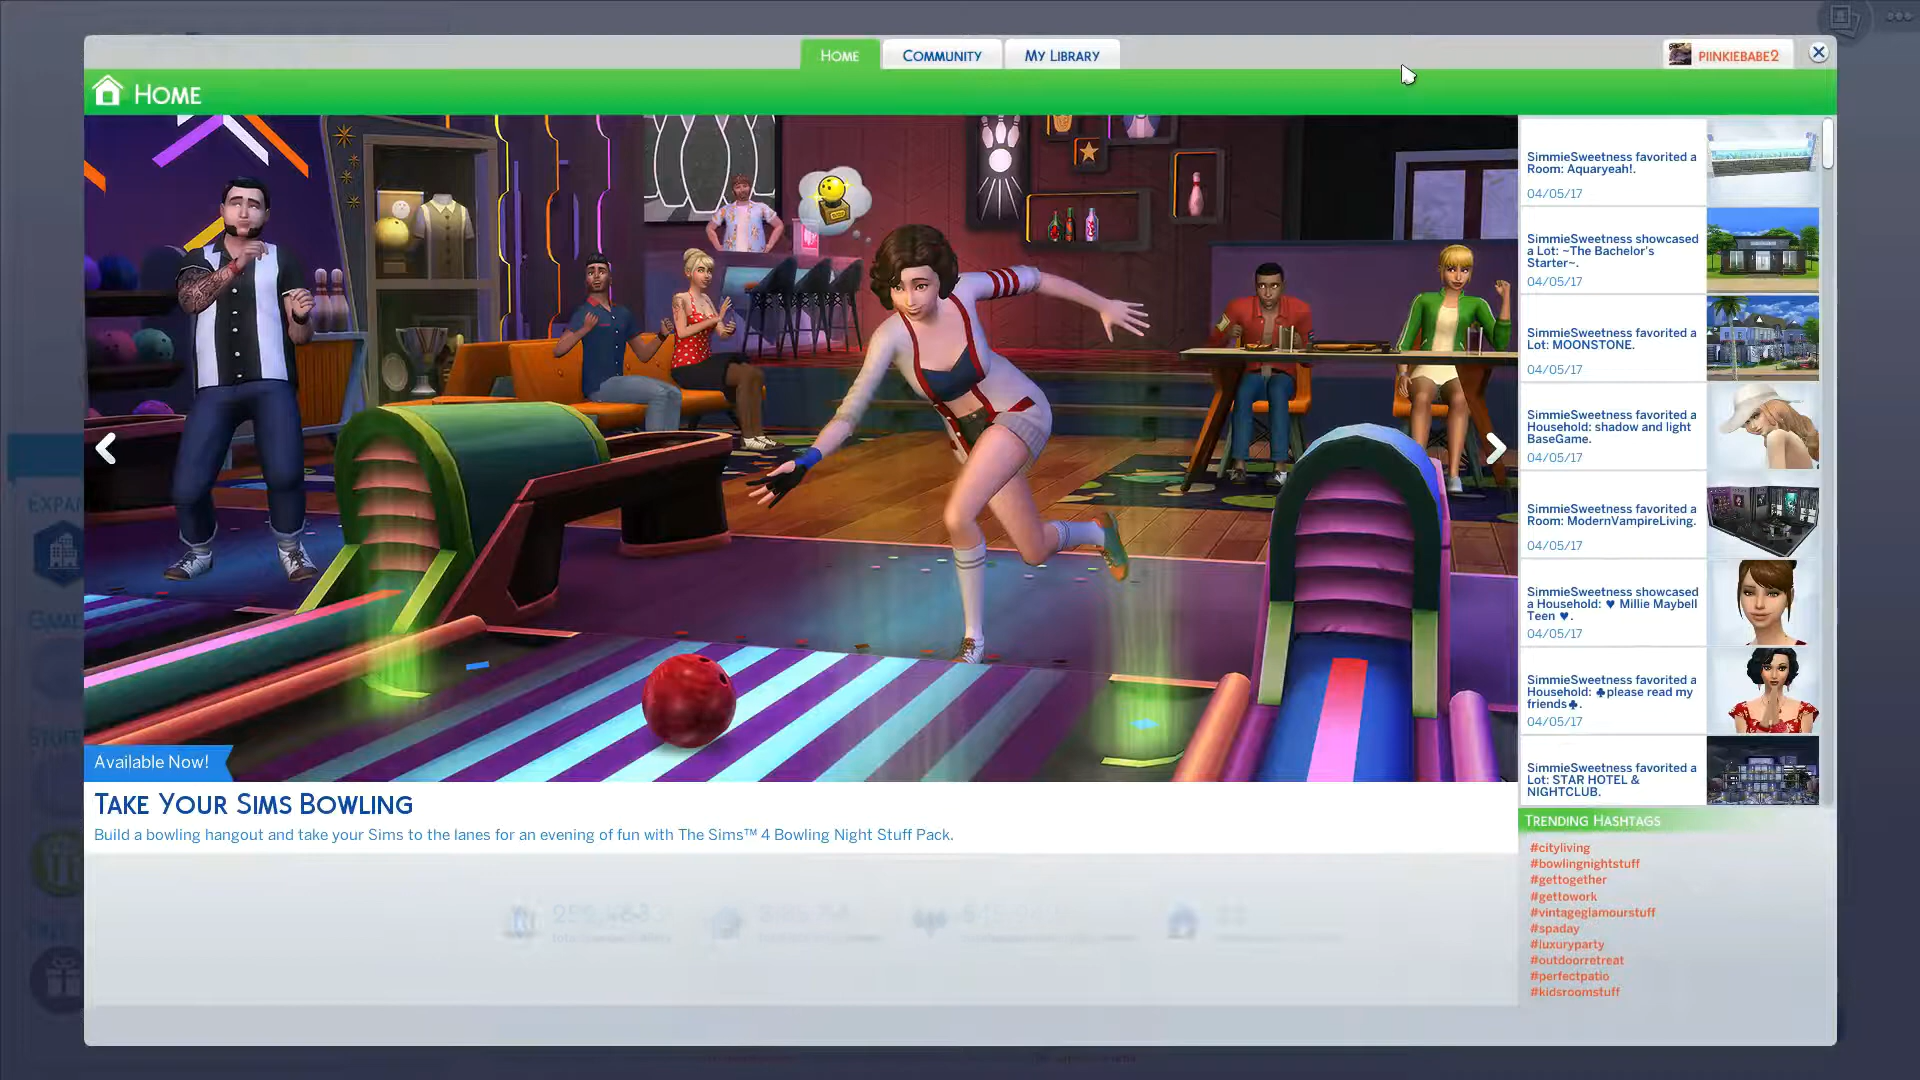 HOME
COMMUNITY
MY LIBRARY
PIINKIEBABE2
HOME
SimmieSweetness favorited a
Room: Aquaryeah!.
04/05/17
SimmieSweetness showcased
a Lot: ~The Bachelor's
Starter~.
04/05/17
SimmieSweetness favorited a
Lot: MOONSTONE.
04/05/17
SimmieSweetness favorited a
Household: shadow and light
BaseGame.
04/05/17
SimmieSweetness favorited a
Room: ModernVampireLiving.
04/05/17
SimmieSweetness showcased
a Household: ♥ Millie Maybell
Teen ♥.
04/05/17
SimmieSweetness favorited a
Household: ♣please read my
friends♣.
04/05/17
SimmieSweetness favorited a
Lot: STAR HOTEL &
NIGHTCLUB.
Available Now!
TAKE YOUR SIMS BOWLING
Build a bowling hangout and take your Sims to the lanes for an evening of fun with The Sims™ 4 Bowling Night Stuff Pack.
TRENDING HASHTAGS
#cityliving
#bowlingnightstuff
#gettogether
#gettowork
#vintageglamourstuff
#spaday
#luxuryparty
#outdoorretreat
#perfectpatio
#kidsroomstuff